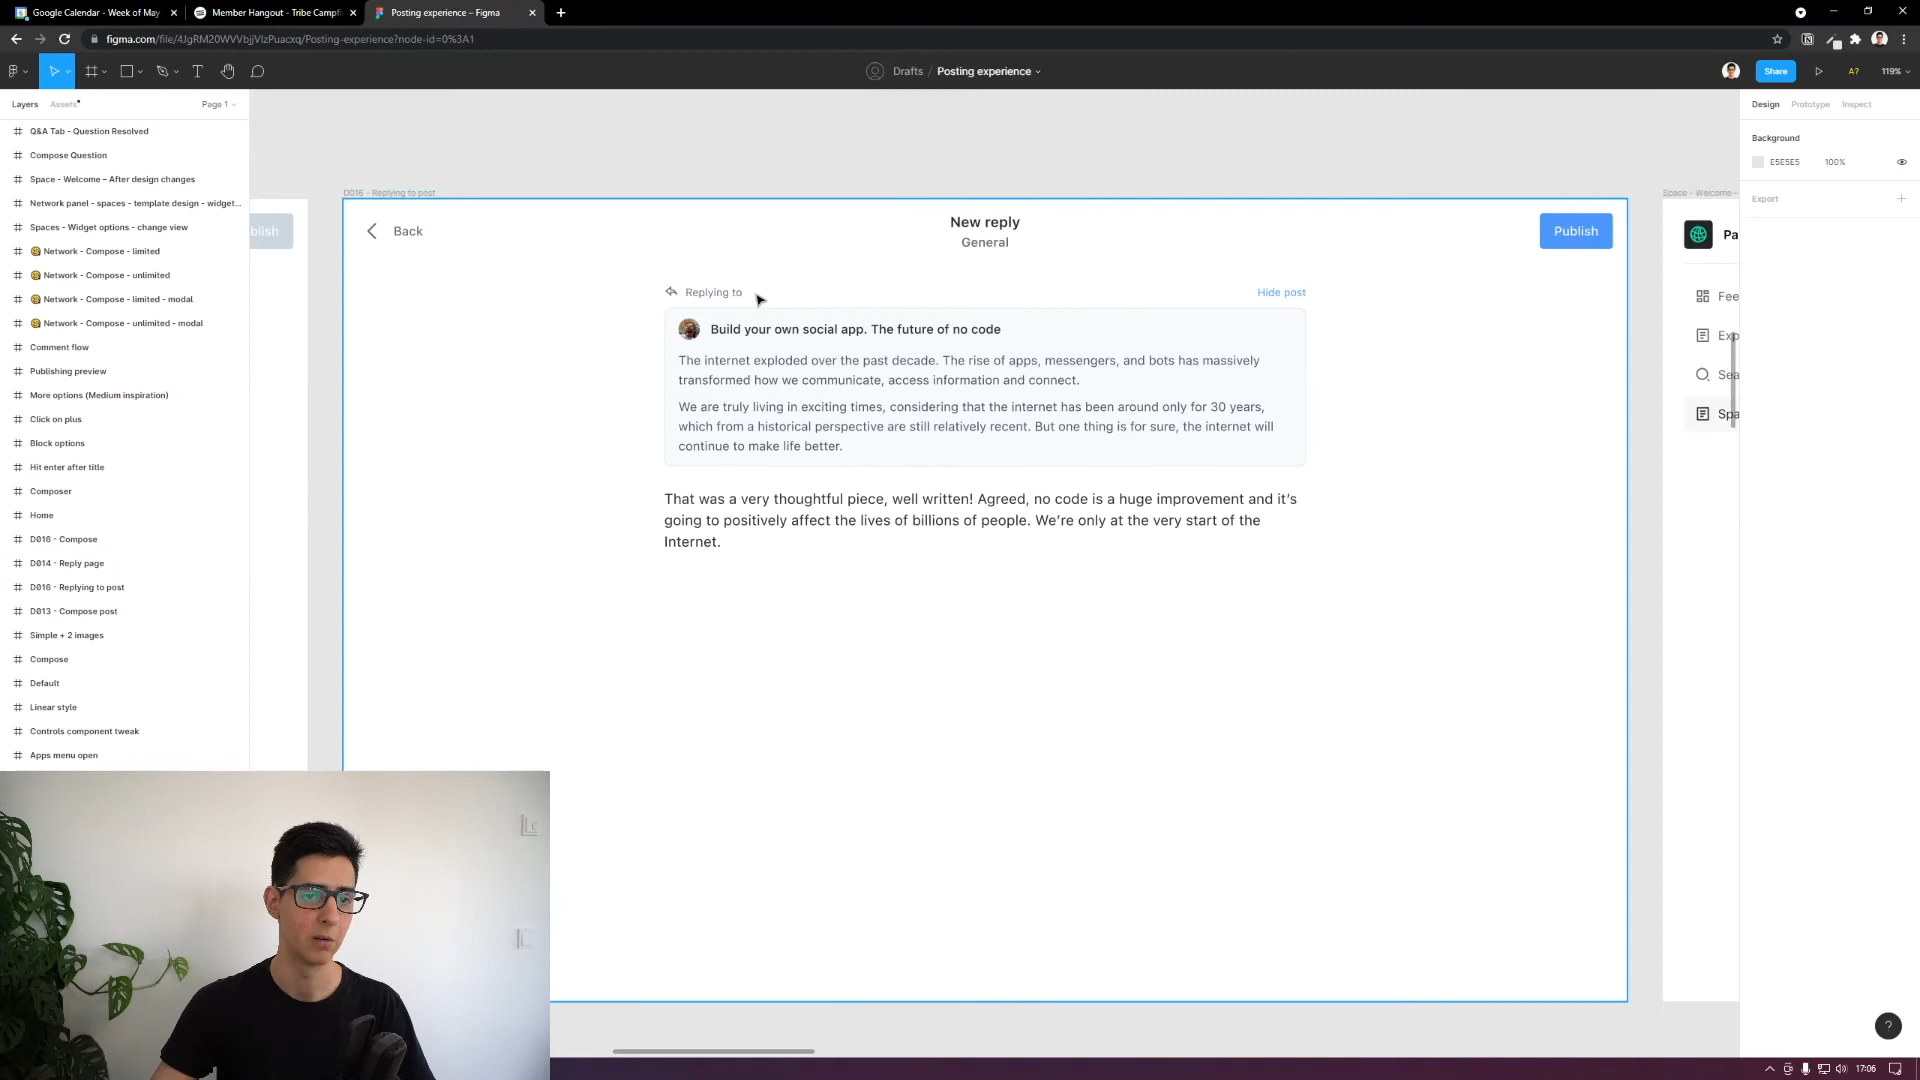 Google Calendar - Week of May
Member Hangout - Tribe Campfi
Posting experience – Figma
figma.com/file/4JgRM20WVVbjjVlzPuacxq/Posting-experience?node-id=0%3A1
Drafts / Posting experience
Share
A?
119%
Layers
Assets
Page 1
Q&A Tab - Question Resolved
Compose Question
Space - Welcome – After design changes
Network panel - spaces - template design - widget...
Spaces - Widget options - change view
Network - Compose - limited
Network - Compose - unlimited
Network - Compose - limited - modal
Network - Compose - unlimited - modal
Comment flow
Publishing preview
More options (Medium inspiration)
Click on plus
Block options
Hit enter after title
Composer
Home
D016 - Compose
D014 - Reply page
D016 - Replying to post
D013 - Compose post
Simple + 2 images
Compose
Default
Linear style
Controls component tweak
Apps menu open
blish
D016 - Replying to post
Back
New reply
General
Publish
Replying to
Hide post
Build your own social app. The future of no code
The internet exploded over the past decade. The rise of apps, messengers, and bots has massively
transformed how we communicate, access information and connect.
We are truly living in exciting times, considering that the internet has been around only for 30 years,
which from a historical perspective are still relatively recent. But one thing is for sure, the internet will
continue to make life better.
That was a very thoughtful piece, well written! Agreed, no code is a huge improvement and it's
going to positively affect the lives of billions of people. We're only at the very start of the
Internet.
Space - Welcome –
Pa
Fee
Exp
Sea
Spa
Design
Prototype
Inspect
Background
E5E5E5
100%
Export
?
17:06